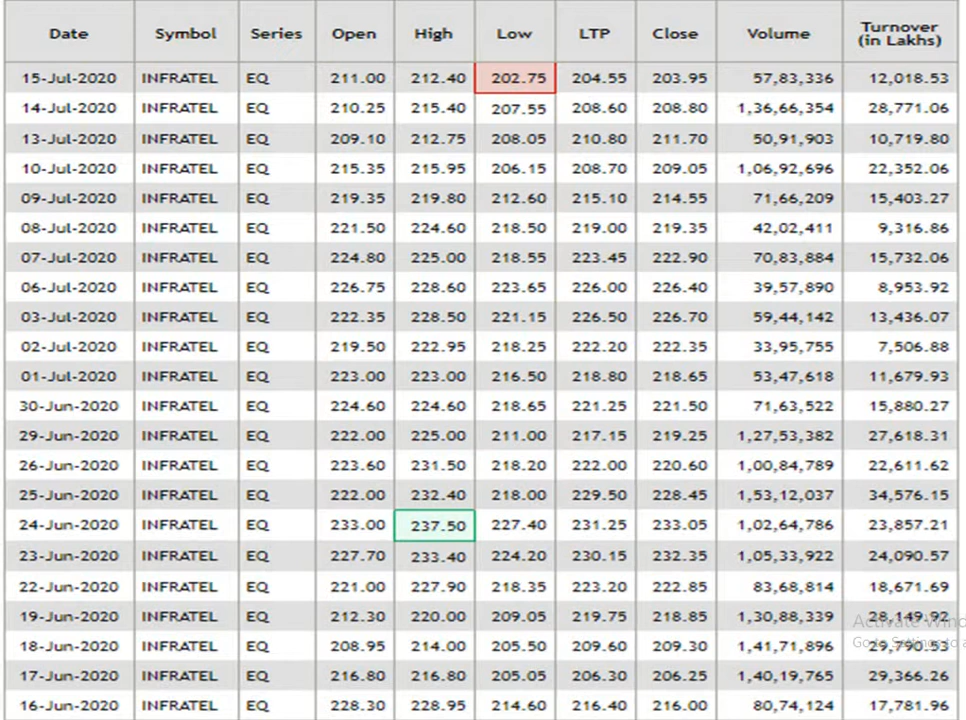 Date Symbol Series Open High Low LTP Close Volume Turnover (in Lakhs)
15-Jul-2020 INFRATEL EQ 211.00 212.40 202.75 204.55 203.95 57,83,336 12,018.53
14-Jul-2020 INFRATEL EQ 210.25 215.40 207.55 208.60 208.80 1,36,66,354 28,771.06
13-Jul-2020 INFRATEL EQ 209.10 212.75 208.05 210.80 211.70 50,91,903 10,719.80
10-Jul-2020 INFRATEL EQ 215.35 215.95 206.15 208.70 209.05 1,06,92,696 22,352.06
09-Jul-2020 INFRATEL EQ 219.35 219.80 212.60 215.10 214.55 71,66,209 15,403.27
08-Jul-2020 INFRATEL EQ 221.50 224.60 218.50 219.00 219.35 42,02,411 9,316.86
07-Jul-2020 INFRATEL EQ 224.80 225.00 218.55 223.45 222.90 70,83,884 15,732.06
06-Jul-2020 INFRATEL EQ 226.75 228.60 223.65 226.00 226.40 39,57,890 8,953.92
03-Jul-2020 INFRATEL EQ 222.35 228.50 221.15 226.50 226.70 59,44,142 13,436.07
02-Jul-2020 INFRATEL EQ 219.50 222.95 218.25 222.20 222.35 33,95,755 7,506.88
01-Jul-2020 INFRATEL EQ 223.00 223.00 216.50 218.80 218.65 53,47,618 11,679.93
30-Jun-2020 INFRATEL EQ 224.60 224.60 218.65 221.25 221.50 71,63,522 15,880.27
29-Jun-2020 INFRATEL EQ 222.00 225.00 211.00 217.15 219.25 1,27,53,382 27,618.31
26-Jun-2020 INFRATEL EQ 223.60 231.50 218.20 222.00 220.60 1,00,84,789 22,611.62
25-Jun-2020 INFRATEL EQ 222.00 232.40 218.00 229.50 228.45 1,53,12,037 34,576.15
24-Jun-2020 INFRATEL EQ 233.00 237.50 227.40 231.25 233.05 1,02,64,786 23,857.21
23-Jun-2020 INFRATEL EQ 227.70 233.40 224.20 230.15 232.35 1,05,33,922 24,090.57
22-Jun-2020 INFRATEL EQ 221.00 227.90 218.35 223.20 222.85 83,68,814 18,671.69
19-Jun-2020 INFRATEL EQ 212.30 220.00 209.05 219.75 218.85 1,30,88,339 28,149.92
Activate Wind
18-Jun-2020 INFRATEL EQ 208.95 214.00 205.50 209.60 209.30 1,41,71,896 29,790.53
Go to Settings to a
17-Jun-2020 INFRATEL EQ 216.80 216.80 205.05 206.30 206.25 1,40,19,765 29,366.26
16-Jun-2020 INFRATEL EQ 228.30 228.95 214.60 216.40 216.00 80,74,124 17,781.96